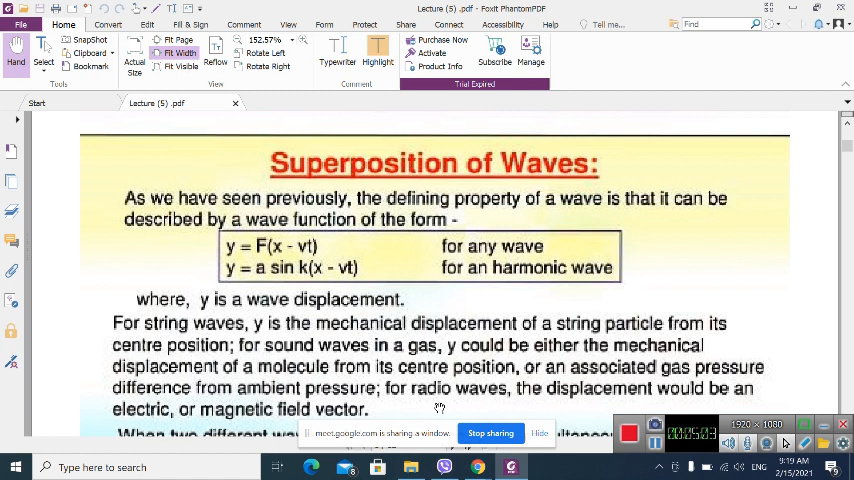 Lecture (5) .pdf - Foxit PhantomPDF
File Home Convert Edit Fill & Sign Comment View Form Protect Share Connect Accessibility Help Tell me... Find
SnapShot
Clipboard
Bookmark
Hand Select
Tools
Actual Size
Fit Page
Fit Width
Fit Visible
Reflow
152.57%
Rotate Left
Rotate Right
View
Typewriter Highlight
Comment
Purchase Now
Activate
Product Info
Subscribe Manage
Trial Expired
Start Lecture (5) .pdf
Superposition of Waves:
As we have seen previously, the defining property of a wave is that it can be
described by a wave function of the form -
y = F(x - vt) for any wave
y = a sin k(x - vt) for an harmonic wave
where, y is a wave displacement.
For string waves, y is the mechanical displacement of a string particle from its
centre position; for sound waves in a gas, y could be either the mechanical
displacement of a molecule from its centre position, or an associated gas pressure
difference from ambient pressure; for radio waves, the displacement would be an
electric, or magnetic field vector.
When two different
meet.google.com is sharing a window. Stop sharing Hide
00:05:03
1920 × 1080
Type here to search
8
ENG
9:19 AM
2/15/2021
9